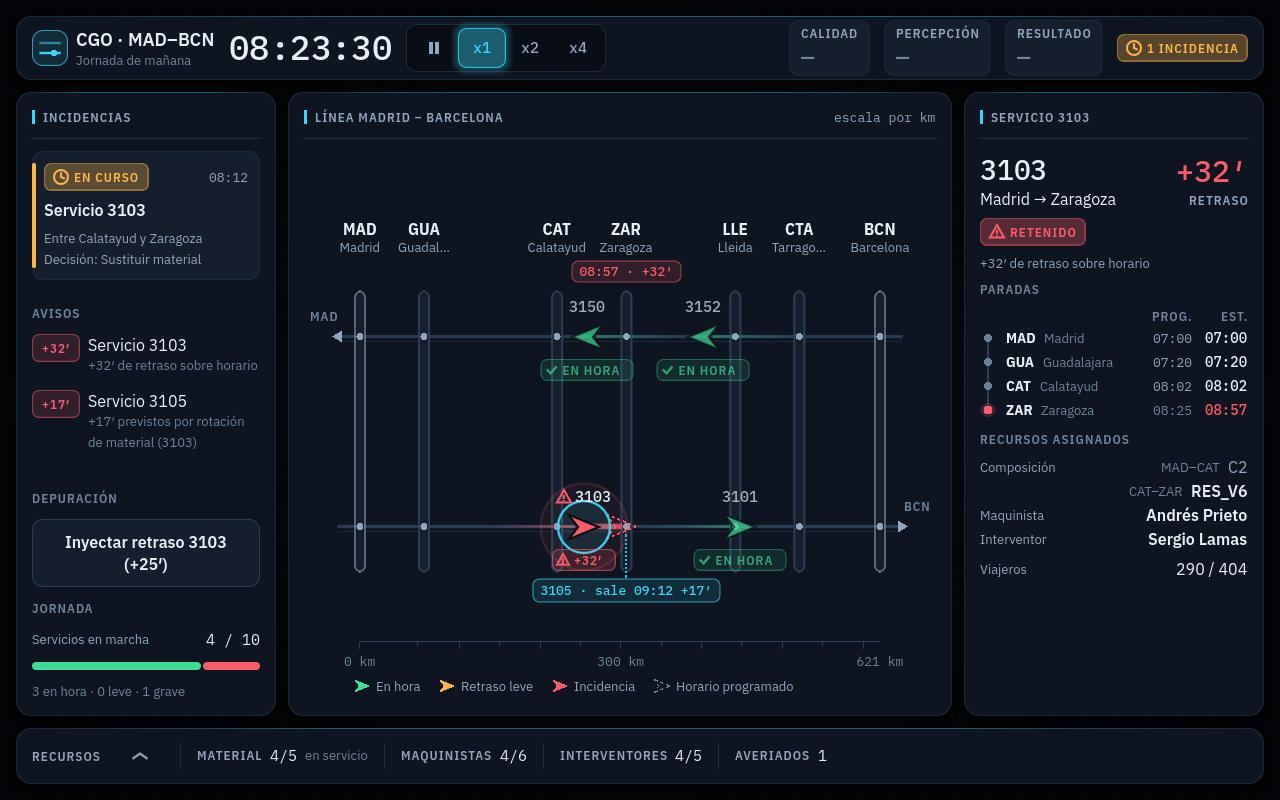 CGO · MAD–BCN
Jornada de mañana
08:23:30
x1
x2
x4
CALIDAD
—
PERCEPCIÓN
—
RESULTADO
—
1 INCIDENCIA
INCIDENCIAS
EN CURSO
08:12
Servicio 3103
Entre Calatayud y Zaragoza
Decisión: Sustituir material
AVISOS
+32′
Servicio 3103
+32′ de retraso sobre horario
+17′
Servicio 3105
+17′ previstos por rotación
de material (3103)
DEPURACIÓN
Inyectar retraso 3103
(+25′)
JORNADA
Servicios en marcha
4 / 10
3 en hora · 0 leve · 1 grave
LÍNEA MADRID – BARCELONA
escala por km
MAD
GUA
CAT
ZAR
LLE
CTA
BCN
Madrid
Guadal…
Calatayud
Zaragoza
Lleida
Tarrago…
Barcelona
08:57 · +32′
3150
3152
MAD
EN HORA
EN HORA
3103
3101
BCN
+32′
EN HORA
3105 · sale 09:12 +17′
0 km
300 km
621 km
En hora
Retraso leve
Incidencia
Horario programado
SERVICIO 3103
3103
+32′
Madrid → Zaragoza
RETRASO
RETENIDO
+32′ de retraso sobre horario
PARADAS
PROG.
EST.
MAD Madrid 07:00 07:00
GUA Guadalajara 07:20 07:20
CAT Calatayud 08:02 08:02
ZAR Zaragoza 08:25 08:57
RECURSOS ASIGNADOS
Composición MAD–CAT C2
CAT–ZAR RES_V6
Maquinista Andrés Prieto
Interventor Sergio Lamas
Viajeros 290 / 404
RECURSOS
MATERIAL 4/5 en servicio
MAQUINISTAS 4/6
INTERVENTORES 4/5
AVERIADOS 1